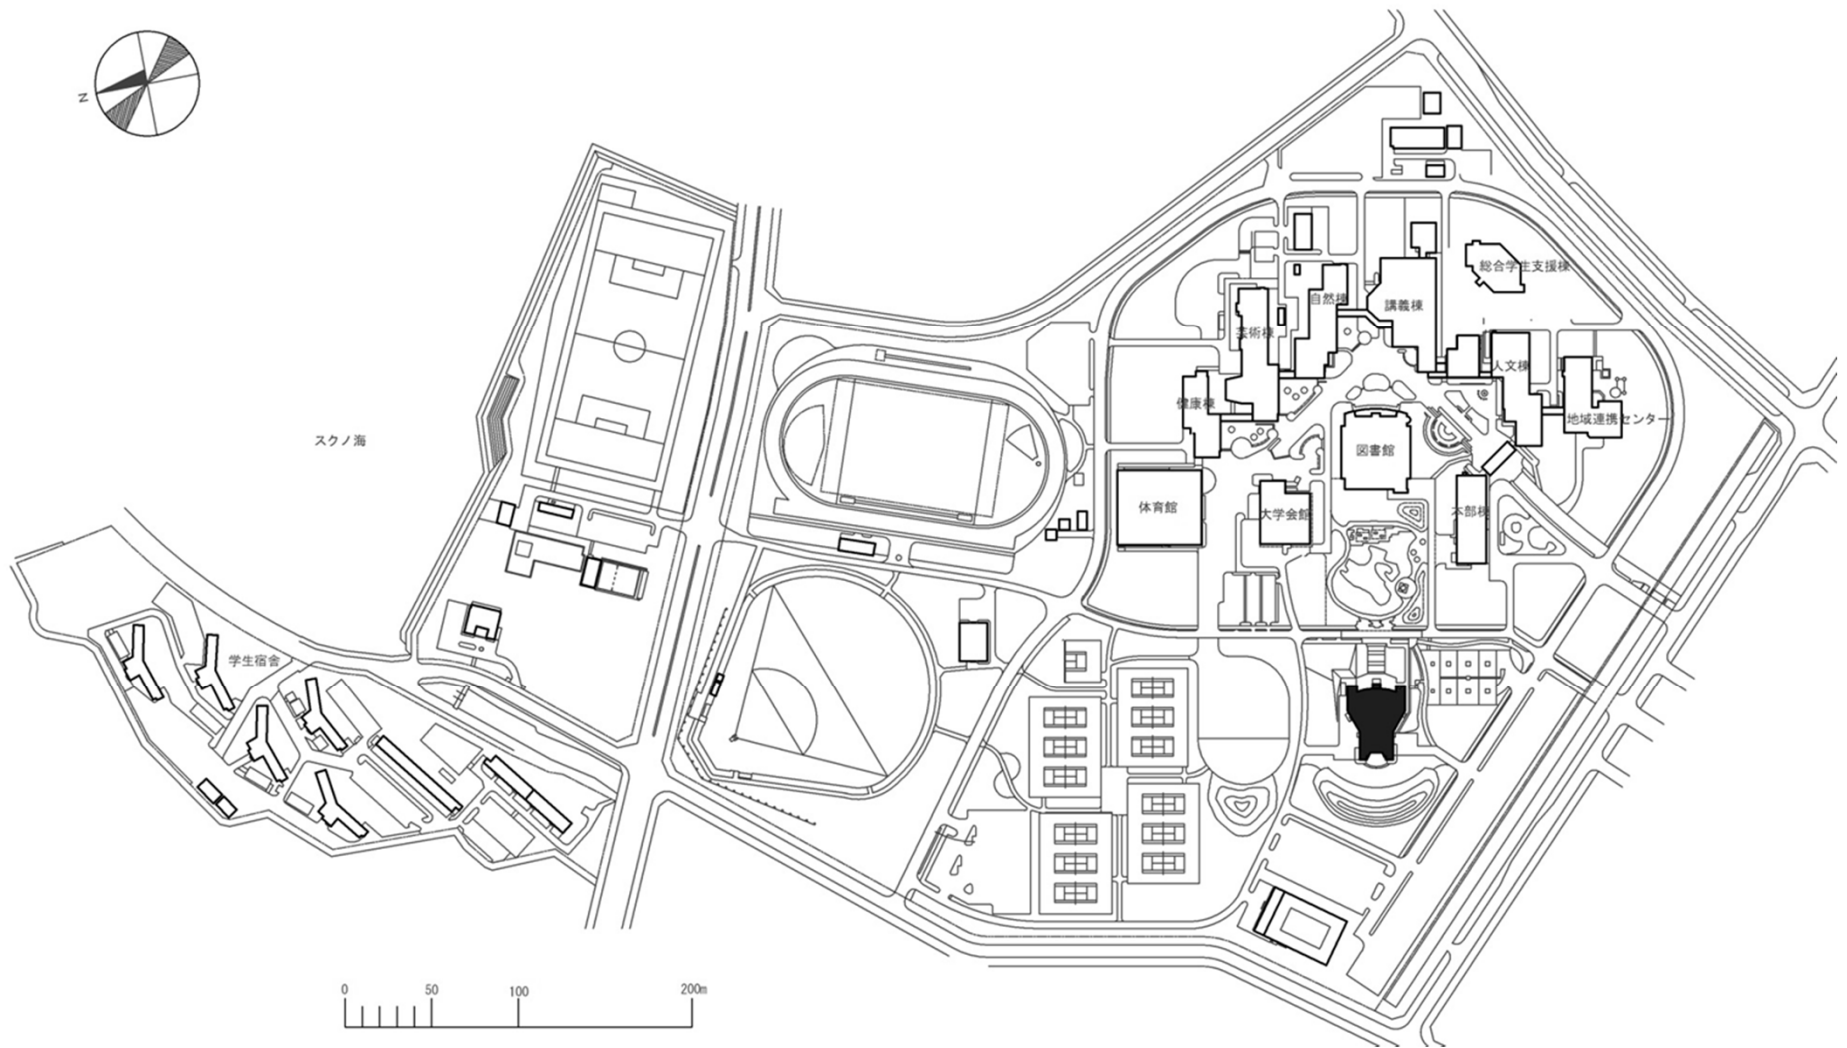 N
総合学生支援棟
自然棟
講義棟
芸術棟
人文棟
健康棟
地域連携センター
スクノ海
図書館
体育館
大学会館
本部棟
学生宿舎
0 50 100 200m